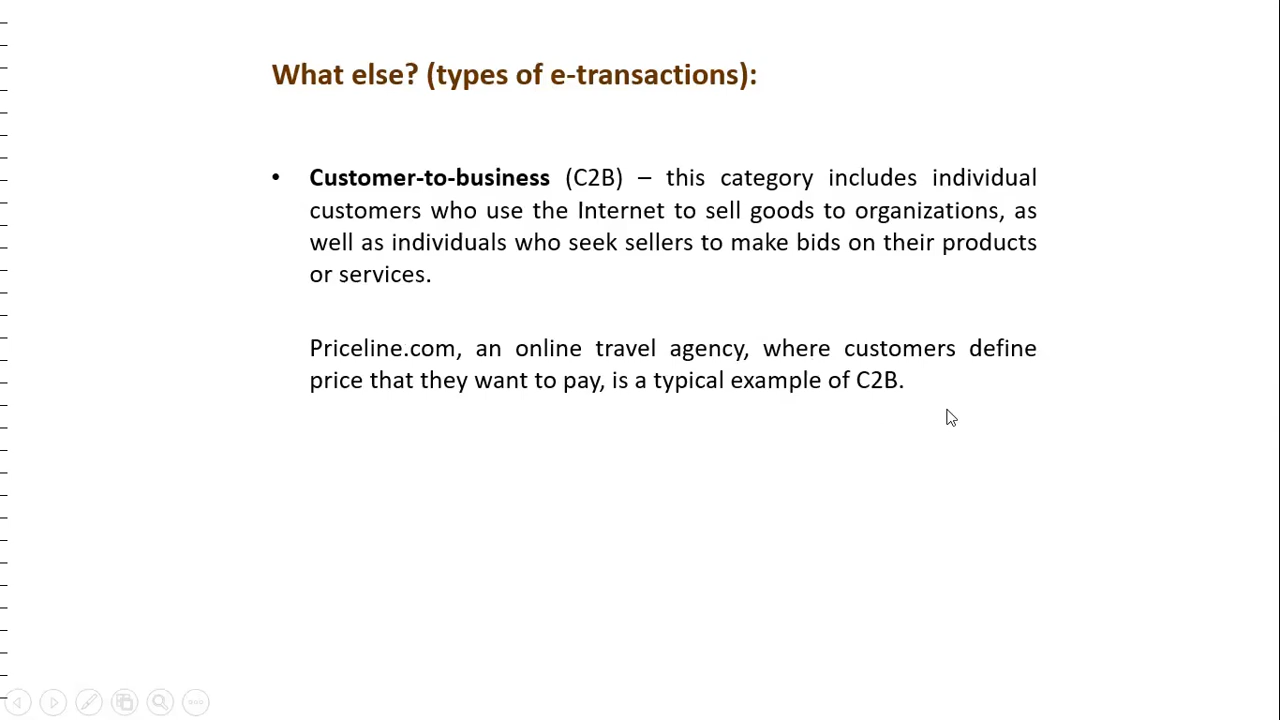 What else? (types of e-transactions):
• Customer-to-business (C2B) – this category includes individual
customers who use the Internet to sell goods to organizations, as
well as individuals who seek sellers to make bids on their products
or services.
Priceline.com, an online travel agency, where customers define
price that they want to pay, is a typical example of C2B.